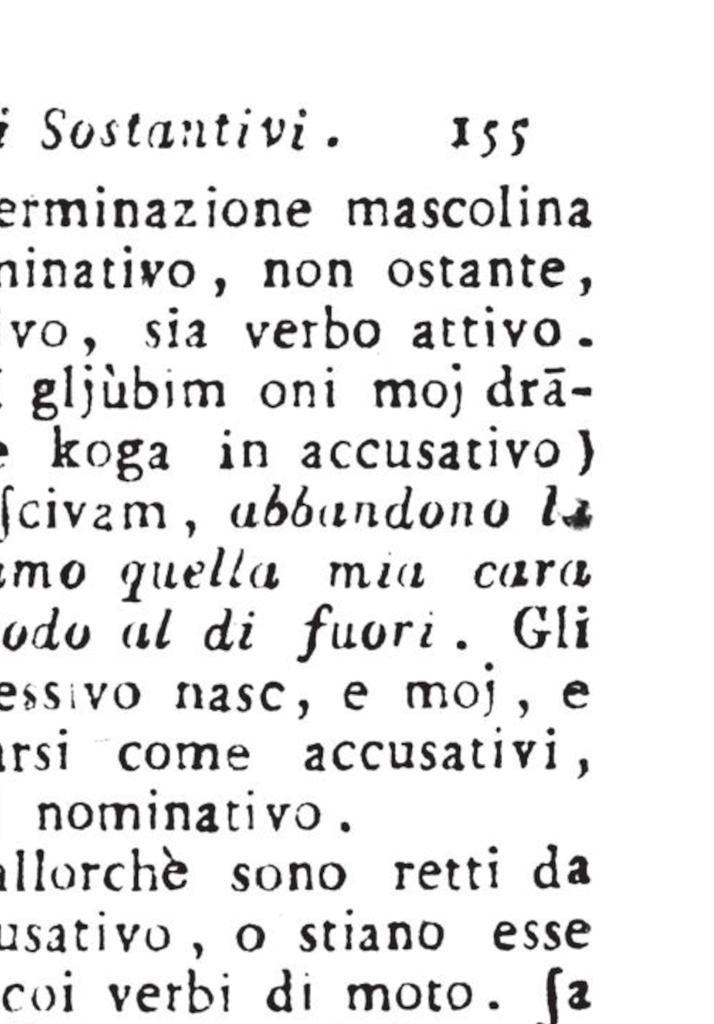 i Sostantivi. 155
erminazione mascolina
minativo, non ostante,
ivo, sia verbo attivo.
gljùbim oni moj drā-
e koga in accusativo)
ſcivam, abbandono la
amo quella mia cara
odo al di fuori. Gli
essivo nasc, e moj, e
arsi come accusativi,
nominativo.
allorchè sono retti da
usativo, o stiano esse
coi verbi di moto. ſa